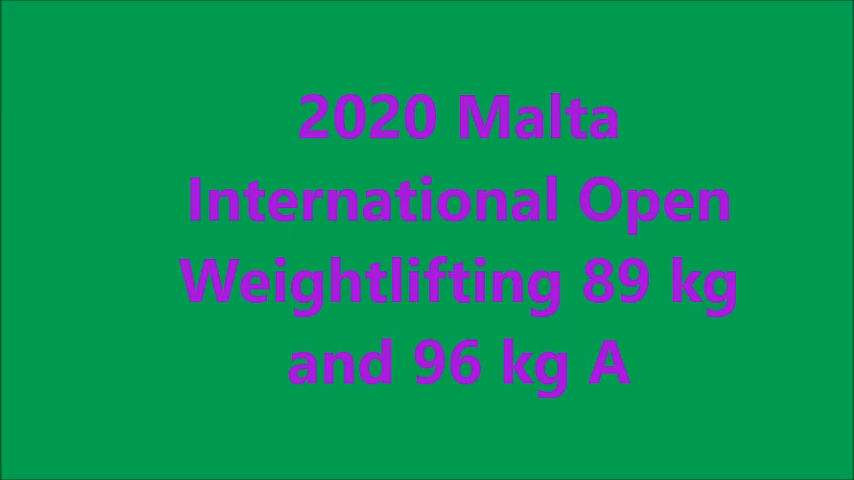 2020 Malta
International Open
Weightlifting 89 kg
and 96 kg A